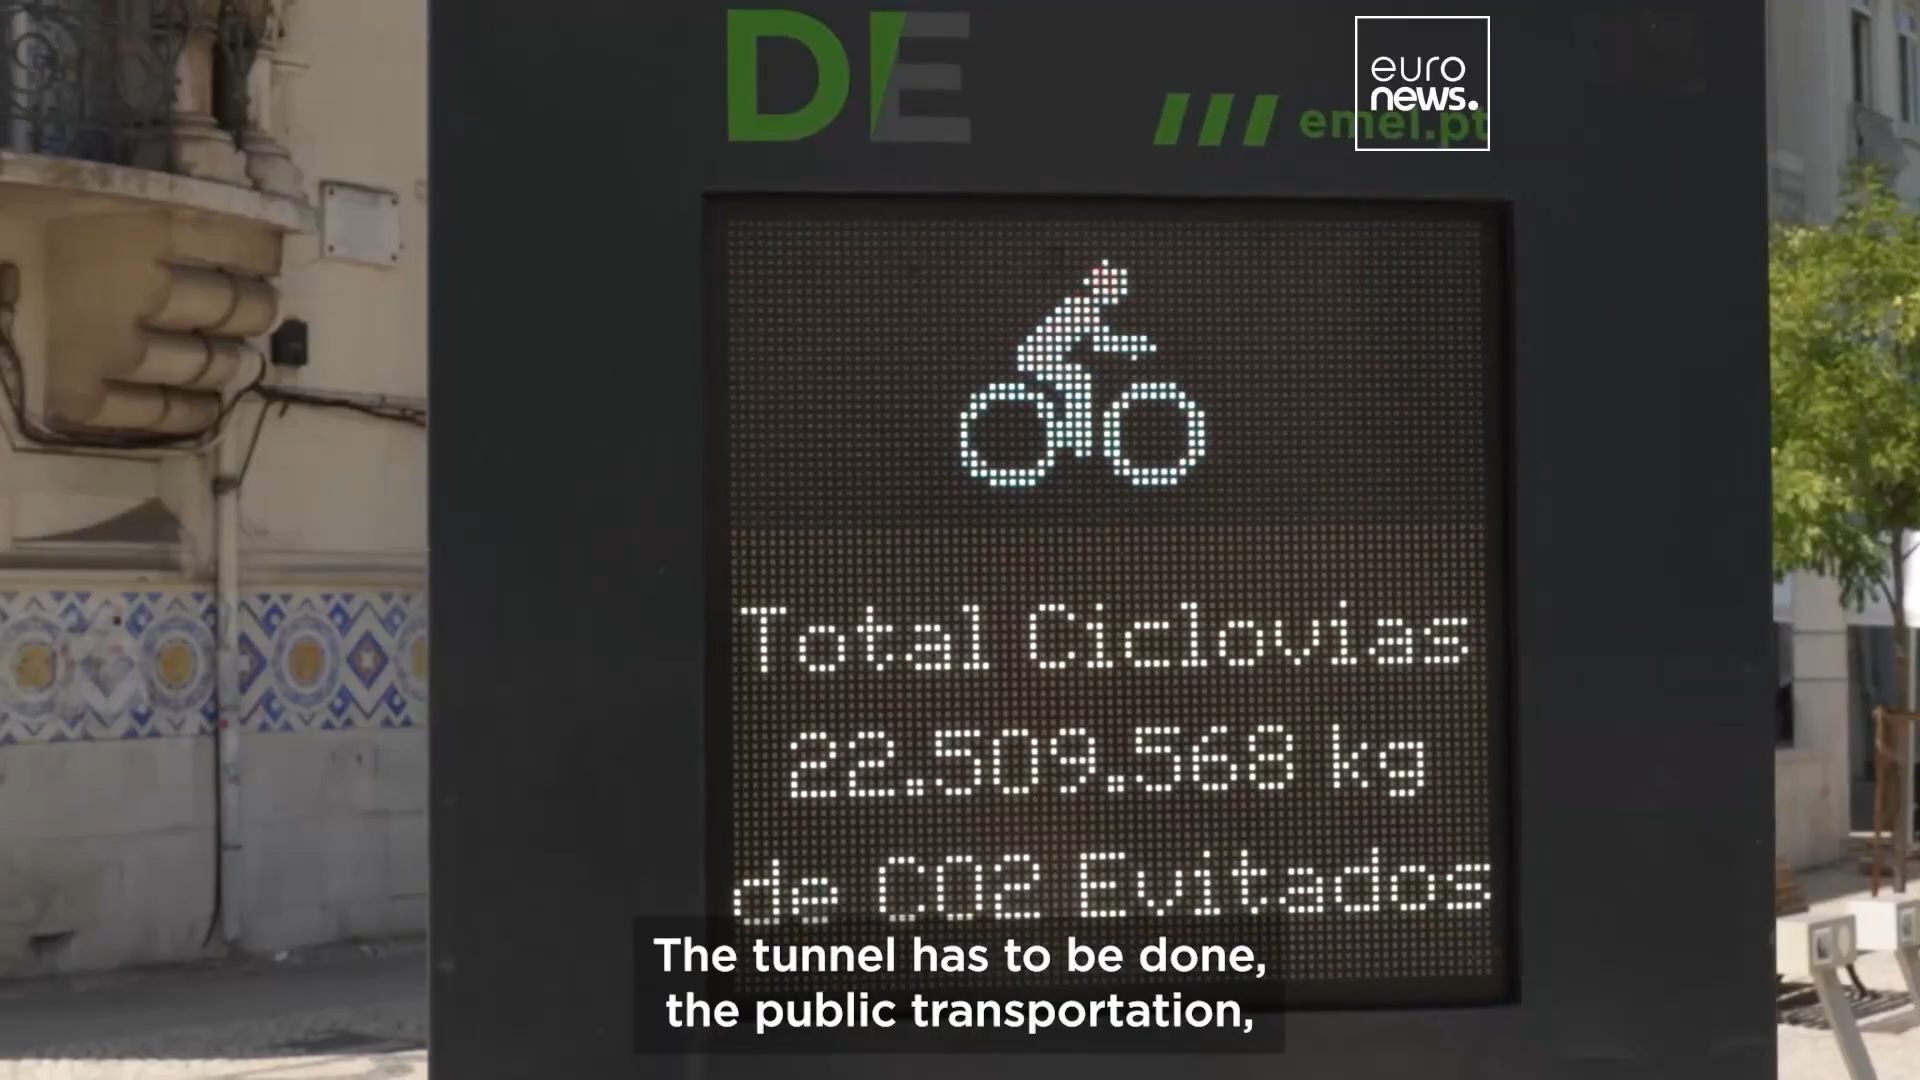 DE
emel.pt
euro
news.
Total Ciclovias
22.509.568 kg
de CO2 Evitados
The tunnel has to be done,
the public transportation,